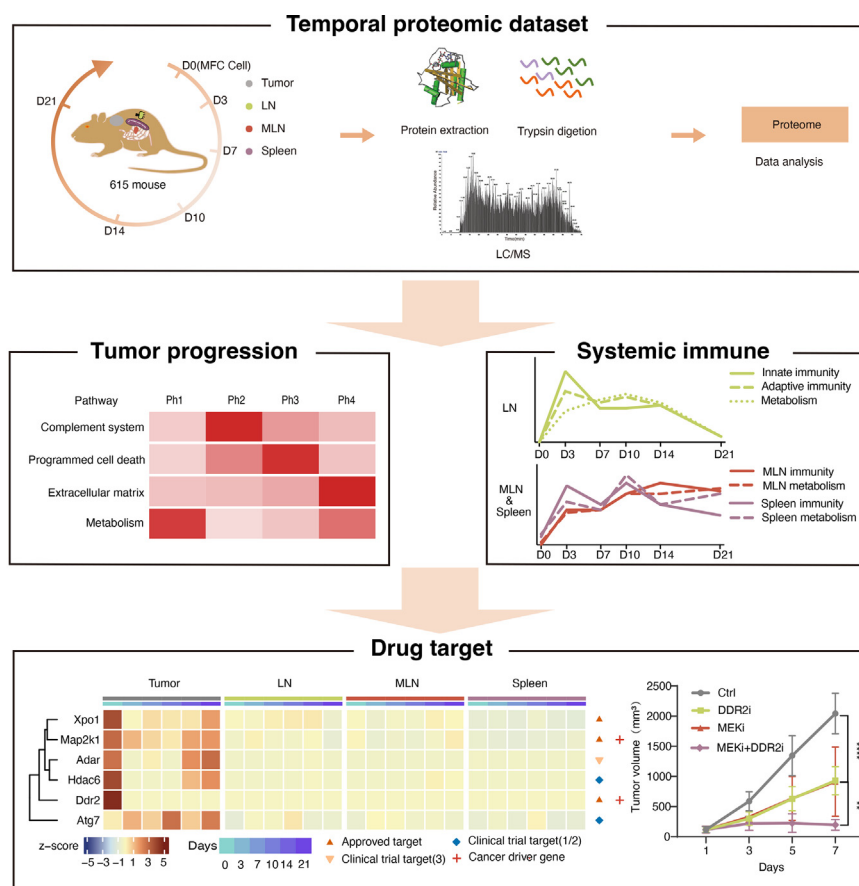 Temporal proteomic dataset
D0(MFC Cell)
D3
D7
D10
D14
D21
615 mouse
Tumor
LN
MLN
Spleen
Protein extraction
Trypsin digetion
Relative Abundance
Time(min)
LC/MS
Proteome
Data analysis
Tumor progression
Pathway Ph1 Ph2 Ph3 Ph4
Complement system
Programmed cell death
Extracellular matrix
Metabolism
Systemic immune
LN
Innate immunity
Adaptive immunity
Metabolism
D0 D3 D7 D10 D14 D21
MLN
&
Spleen
MLN immunity
MLN metabolism
Spleen immunity
Spleen metabolism
D0 D3 D7 D10 D14 D21
Drug target
Tumor LN MLN Spleen
Xpo1
Map2k1
Adar
Hdac6
Ddr2
Atg7
z-score
-5 -3 -1 1 3 5
Days
0 3 7 10 14 21
Approved target
Clinical trial target(3)
Clinical trial target(1/2)
Cancer driver gene
Ctrl
DDR2i
MEKi
MEKi+DDR2i
Tumor volume (mm³)
2500
2000
1500
1000
500
0
1 3 5 7
Days
****
**